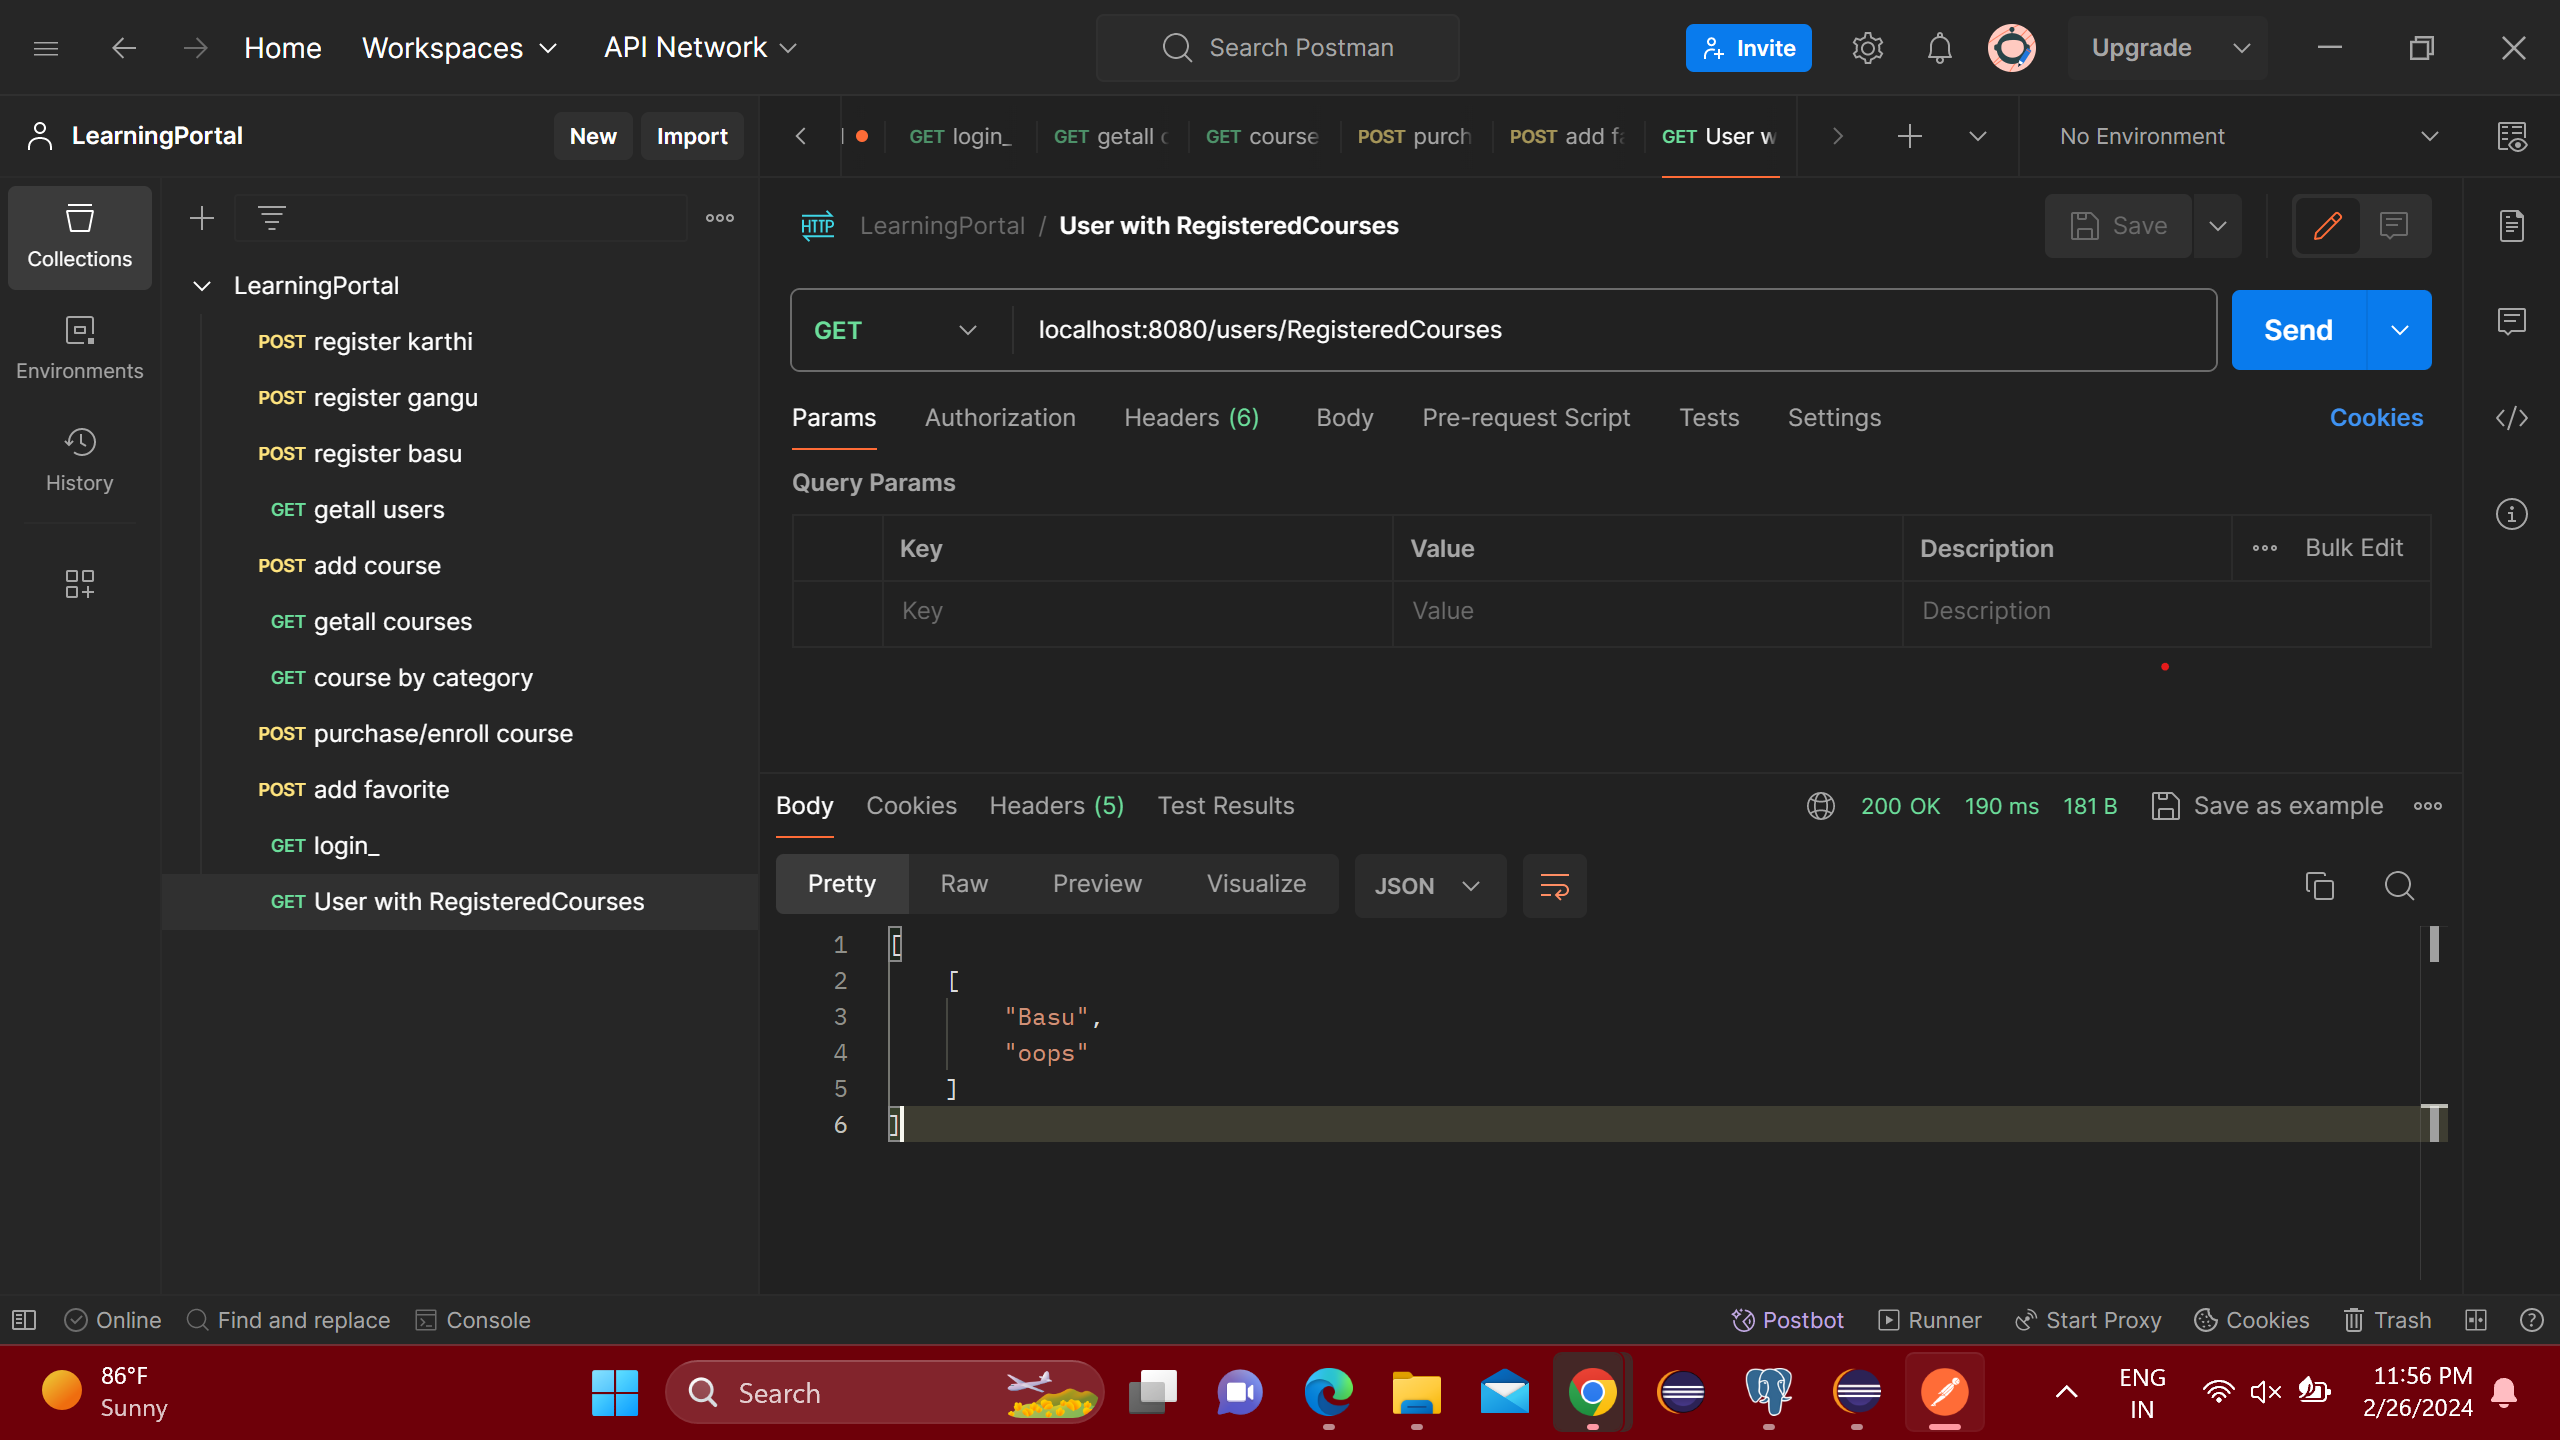 Home
Workspaces
API Network
Search Postman
Invite
Upgrade
LearningPortal
New
Import
GET login_
GET getall
GET course
POST purch
POST add fa
GET User w
No Environment
Collections
Environments
History
LearningPortal
POST register karthi
POST register gangu
POST register basu
GET getall users
POST add course
GET getall courses
GET course by category
POST purchase/enroll course
POST add favorite
GET login_
GET User with RegisteredCourses
HTTP LearningPortal / User with RegisteredCourses
Save
GET
localhost:8080/users/RegisteredCourses
Send
Params
Authorization
Headers (6)
Body
Pre-request Script
Tests
Settings
Cookies
Query Params
Key
Value
Description
Bulk Edit
Key
Value
Description
Body
Cookies
Headers (5)
Test Results
200 OK
190 ms
181 B
Save as example
Pretty
Raw
Preview
Visualize
JSON
1 [
2 [
3 "Basu",
4 "oops"
5 ]
6 ]
Online
Find and replace
Console
Postbot
Runner
Start Proxy
Cookies
Trash
86°F
Sunny
Search
ENG
IN
11:56 PM
2/26/2024